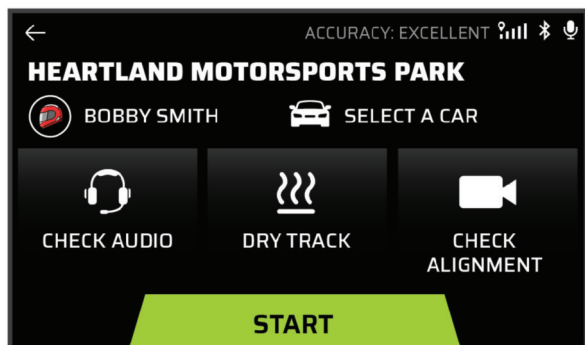 ACCURACY: EXCELLENT
HEARTLAND MOTORSPORTS PARK
BOBBY SMITH
SELECT A CAR
CHECK AUDIO
DRY TRACK
CHECK
ALIGNMENT
START